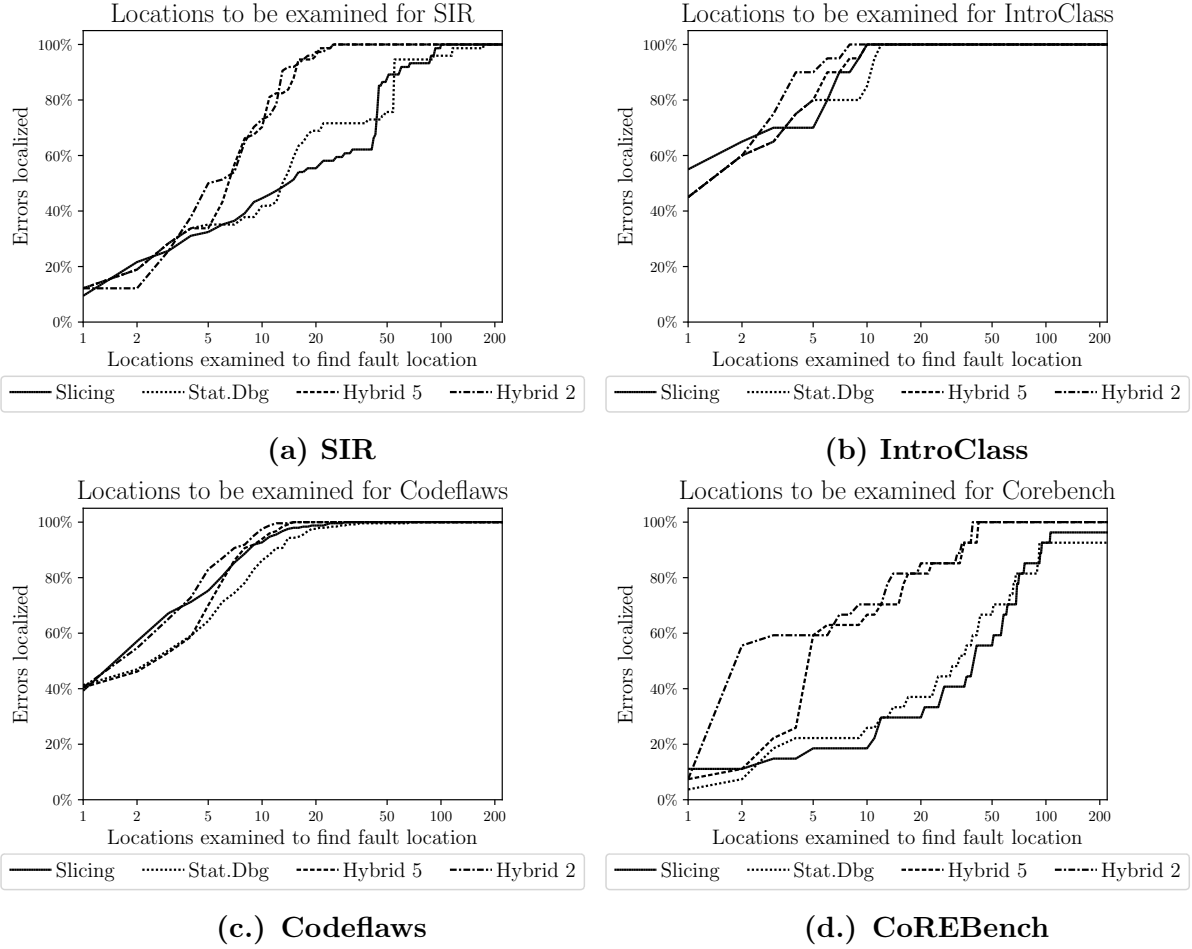 Locations to be examined for SIR
100%
80%
60%
40%
20%
0%
Errors localized
1 2 5 10 20 50 100 200
Locations examined to find fault location
Slicing Stat.Dbg Hybrid 5 Hybrid 2
(a) SIR
Locations to be examined for IntroClass
100%
80%
60%
40%
20%
0%
Errors localized
1 2 5 10 20 50 100 200
Locations examined to find fault location
Slicing Stat.Dbg Hybrid 5 Hybrid 2
(b) IntroClass
Locations to be examined for Codeflaws
100%
80%
60%
40%
20%
0%
Errors localized
1 2 5 10 20 50 100 200
Locations examined to find fault location
Slicing Stat.Dbg Hybrid 5 Hybrid 2
(c.) Codeflaws
Locations to be examined for Corebench
100%
80%
60%
40%
20%
0%
Errors localized
1 2 5 10 20 50 100 200
Locations examined to find fault location
Slicing Stat.Dbg Hybrid 5 Hybrid 2
(d.) CoREBench